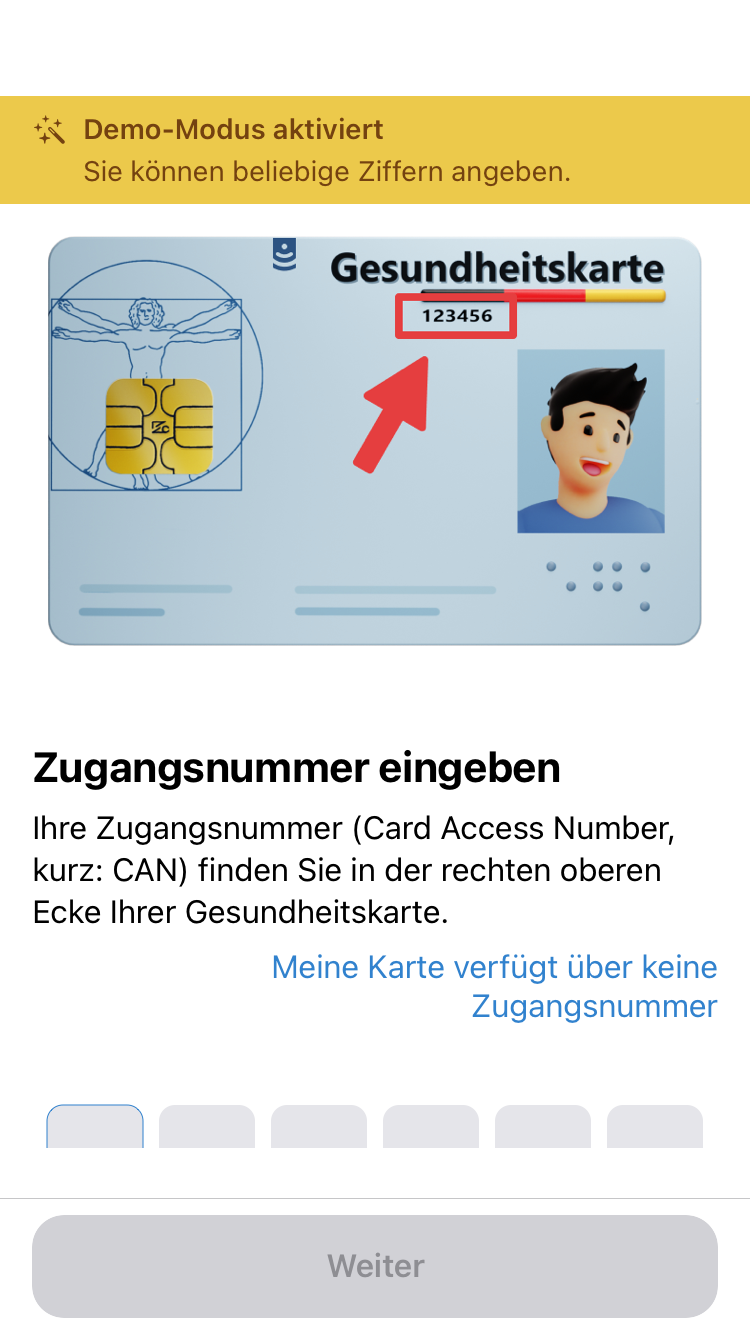 Demo-Modus aktiviert
Sie können beliebige Ziffern angeben.
Gesundheitskarte
123456
Zugangsnummer eingeben
Ihre Zugangsnummer (Card Access Number,
kurz: CAN) finden Sie in der rechten oberen
Ecke Ihrer Gesundheitskarte.
Meine Karte verfügt über keine
Zugangsnummer
Weiter